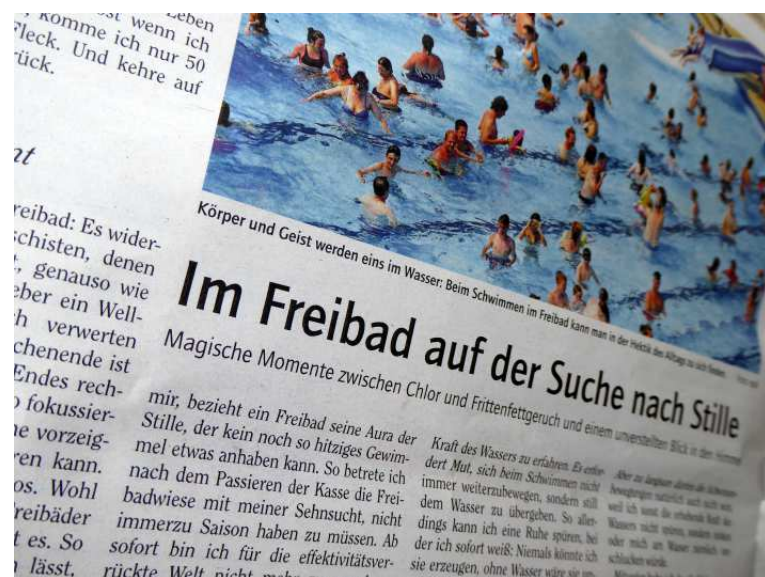 Leben
wenn ich
komme ich nur 50
Fleck. Und kehre auf
rück.
reibad: Es wider-
schisten, denen
genauso wie
eber ein Well-
h verwerten
chenende ist
Endes rech-
o fokussier-
ne vorzeig-
ren kann.
os. Wohl
reibäder
t es. So
n lässt,
Körper und Geist werden eins im Wasser: Beim Schwimmen im Freibad kann man in der Hektik des Alltags zu sich finden.
Im Freibad auf der Suche nach Stille
Magische Momente zwischen Chlor und Frittenfettgeruch und einem unverstellten Blick in den Himmel
mir, bezieht ein Freibad seine Aura der
Stille, der kein noch so hitziges Gewim-
mel etwas anhaben kann. So betrete ich
nach dem Passieren der Kasse die Frei-
badwiese mit meiner Sehnsucht, nicht
immerzu Saison haben zu müssen. Ab
sofort bin ich für die effektivitätsver-
rückte Welt nicht
Kraft des Wassers zu erfahren. Es erfor-
dert Mut, sich beim Schwimmen nicht
immer weiterzubewegen, sondern still
dem Wasser zu übergeben. So aller-
dings kann ich eine Ruhe spüren, bei
der ich sofort weiß: Niemals könnte ich
sie erzeugen, ohne Wasser wäre sie